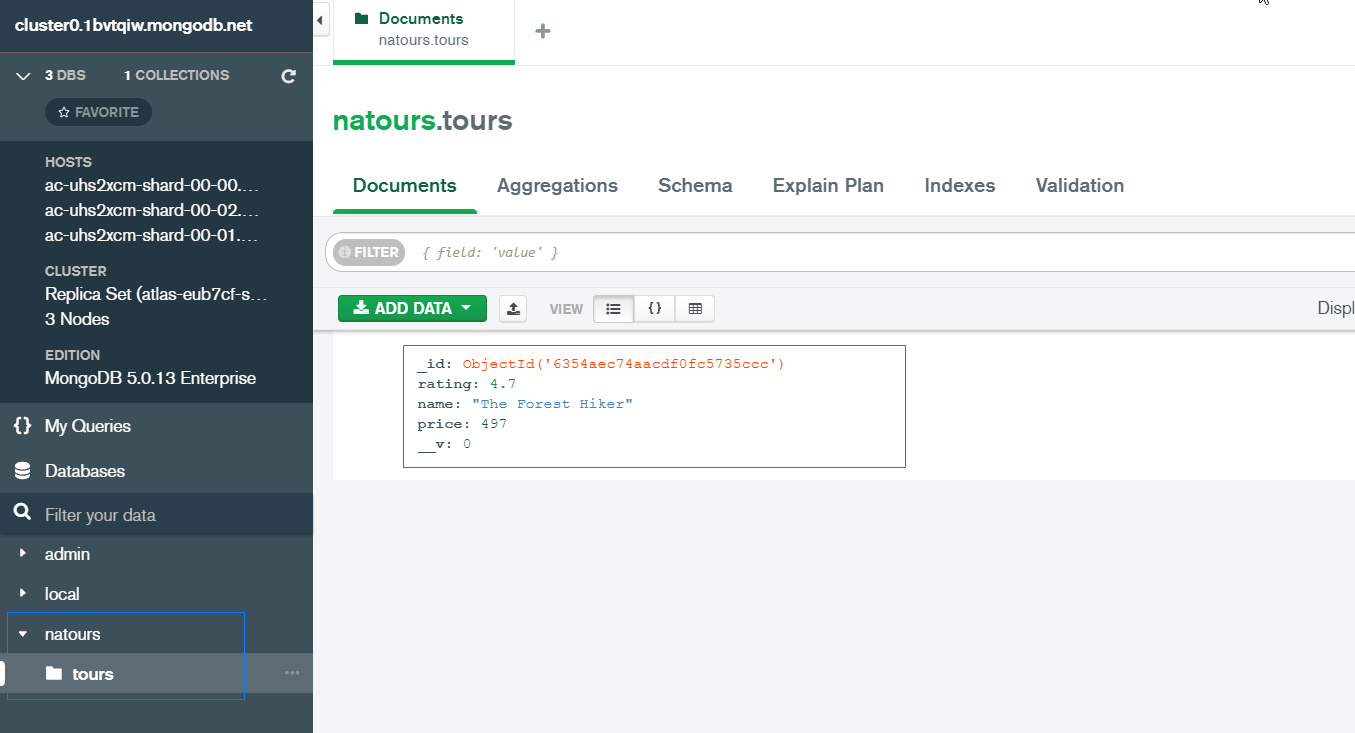 cluster0.1bvtqiw.mongodb.net
3 DBS 1 COLLECTIONS
FAVORITE
HOSTS
ac-uhs2xcm-shard-00-00....
ac-uhs2xcm-shard-00-02....
ac-uhs2xcm-shard-00-01....
CLUSTER
Replica Set (atlas-eub7cf-s...
3 Nodes
EDITION
MongoDB 5.0.13 Enterprise
{} My Queries
Databases
Filter your data
admin
local
natours
tours
Documents
natours.tours
natours.tours
Documents Aggregations Schema Explain Plan Indexes Validation
FILTER { field: 'value' }
ADD DATA VIEW {} Displ
_id: ObjectId('6354aec74aacdf0fc5735ccc')
rating: 4.7
name: "The Forest Hiker"
price: 497
__v: 0